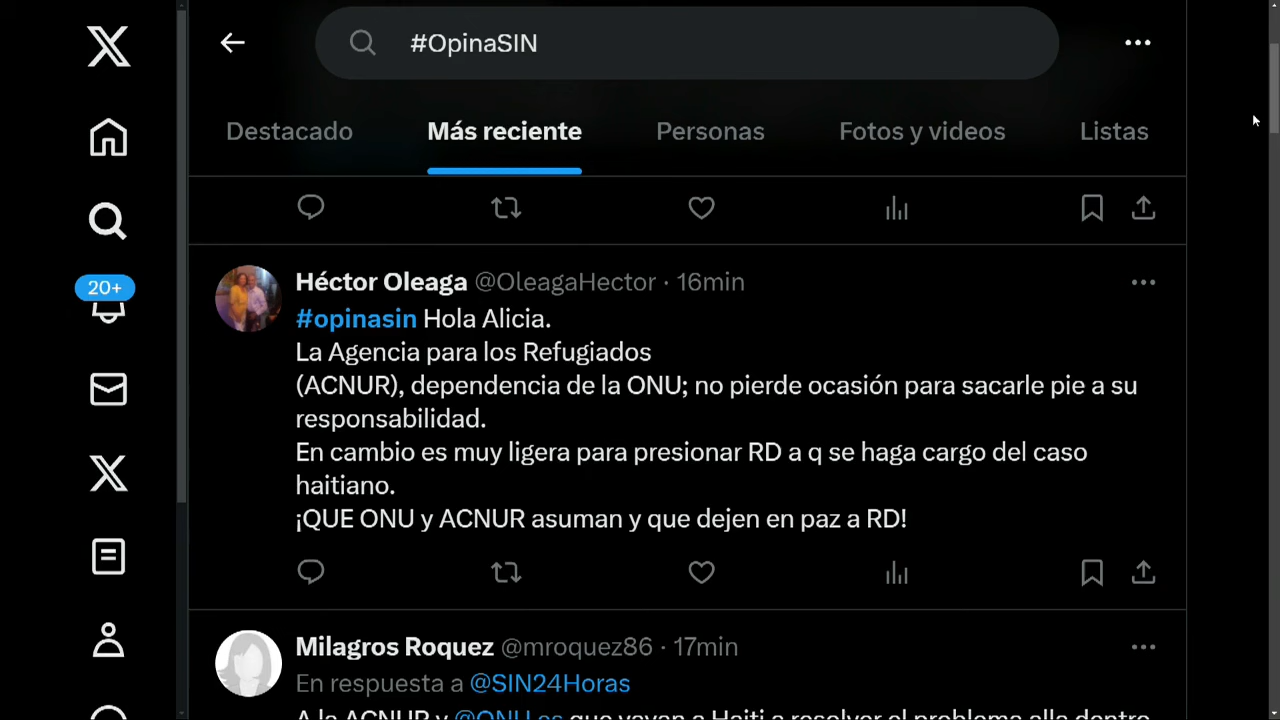 #OpinaSIN
Destacado Más reciente Personas Fotos y videos Listas
20+
Héctor Oleaga @OleagaHector · 16min
#opinasin Hola Alicia.
La Agencia para los Refugiados
(ACNUR), dependencia de la ONU; no pierde ocasión para sacarle pie a su
responsabilidad.
En cambio es muy ligera para presionar RD a q se haga cargo del caso
haitiano.
¡QUE ONU y ACNUR asuman y que dejen en paz a RD!
Milagros Roquez @mroquez86 · 17min
En respuesta a @SIN24Horas
A la ACNUR y @ONU_es que vayan a Haiti a resolver el problema alla dentro